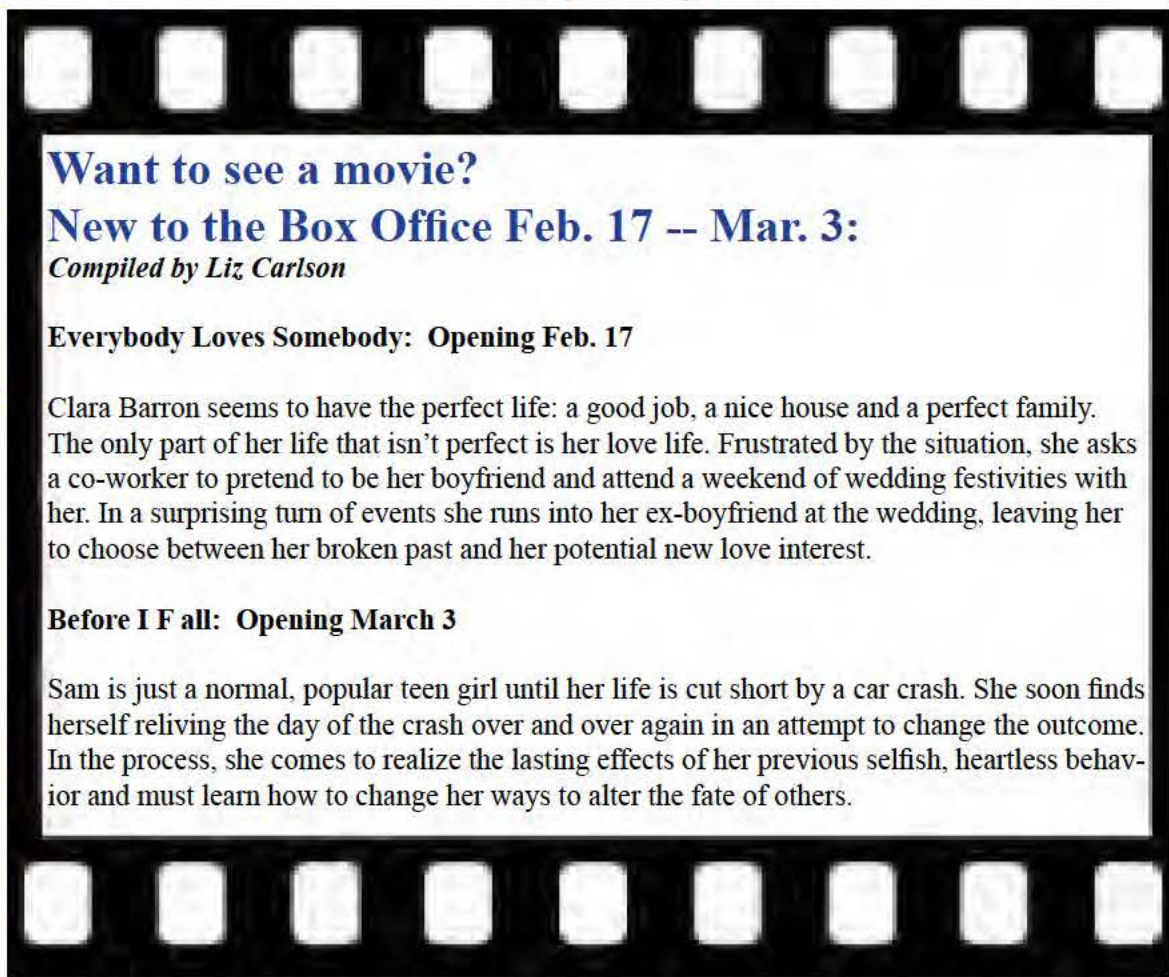 Want to see a movie?
New to the Box Office Feb. 17 -- Mar. 3:
Compiled by Liz Carlson
Everybody Loves Somebody:  Opening Feb. 17
Clara Barron seems to have the perfect life: a good job, a nice house and a perfect family.
The only part of her life that isn't perfect is her love life. Frustrated by the situation, she asks
a co-worker to pretend to be her boyfriend and attend a weekend of wedding festivities with
her. In a surprising turn of events she runs into her ex-boyfriend at the wedding, leaving her
to choose between her broken past and her potential new love interest.
Before I F all:  Opening March 3
Sam is just a normal, popular teen girl until her life is cut short by a car crash. She soon finds
herself reliving the day of the crash over and over again in an attempt to change the outcome.
In the process, she comes to realize the lasting effects of her previous selfish, heartless behav-
ior and must learn how to change her ways to alter the fate of others.